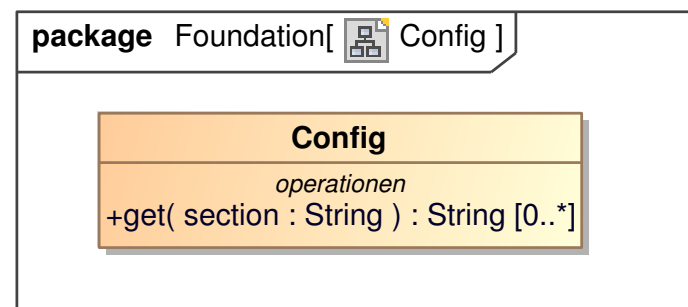 package Foundation[ Config ]
Config
operationen
+get( section : String ) : String [0..*]